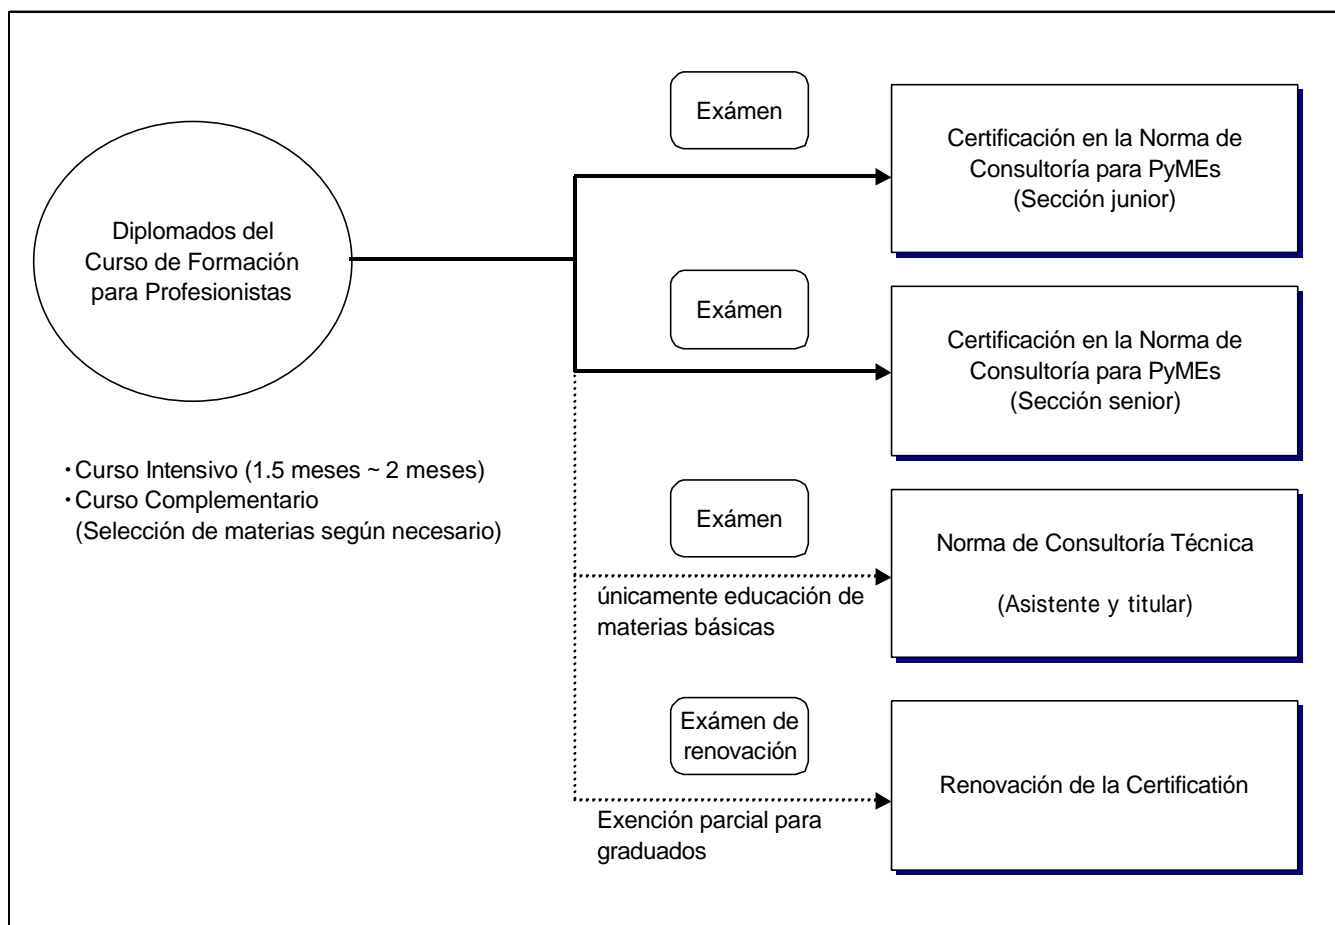 Exámen
Certificación en la Norma de
Consultoría para PyMEs
(Sección junior)
Diplomados del
Curso de Formación
para Profesionistas
Exámen
Certificación en la Norma de
Consultoría para PyMEs
(Sección senior)
・Curso Intensivo (1.5 meses ~ 2 meses)
・Curso Complementario
(Selección de materias según necesario)
Exámen
Norma de Consultoría Técnica
(Asistente y titular)
únicamente educación de
materias básicas
Exámen de
renovación
Renovación de la Certificatión
Exención parcial para
graduados